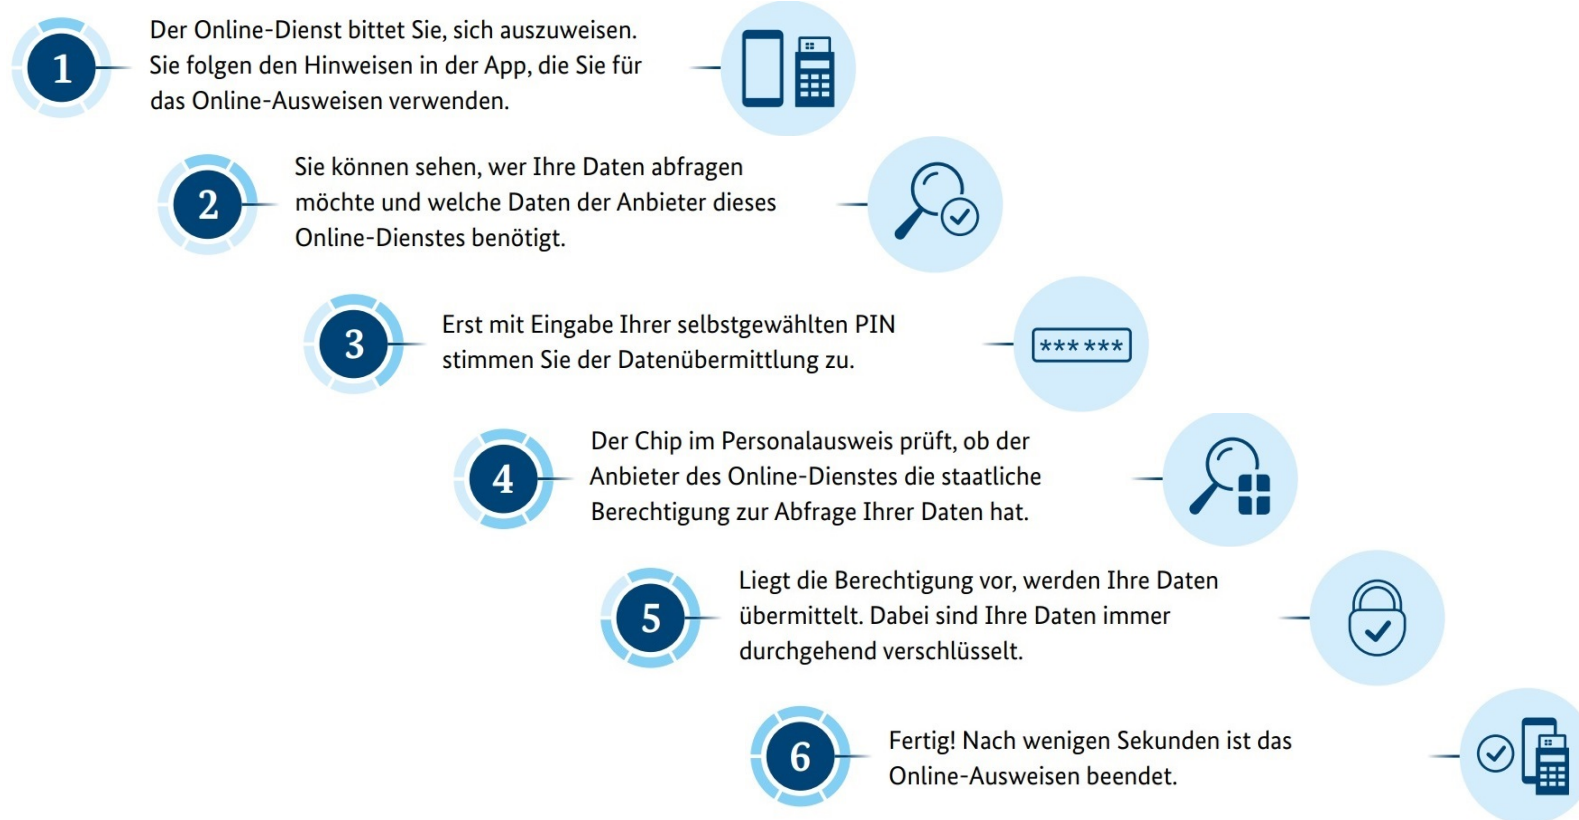 1
Der Online-Dienst bittet Sie, sich auszuweisen.
Sie folgen den Hinweisen in der App, die Sie für
das Online-Ausweisen verwenden.
2
Sie können sehen, wer Ihre Daten abfragen
möchte und welche Daten der Anbieter dieses
Online-Dienstes benötigt.
3
Erst mit Eingabe Ihrer selbstgewählten PIN
stimmen Sie der Datenübermittlung zu.
*** ***
4
Der Chip im Personalausweis prüft, ob der
Anbieter des Online-Dienstes die staatliche
Berechtigung zur Abfrage Ihrer Daten hat.
5
Liegt die Berechtigung vor, werden Ihre Daten
übermittelt. Dabei sind Ihre Daten immer
durchgehend verschlüsselt.
6
Fertig! Nach wenigen Sekunden ist das
Online-Ausweisen beendet.